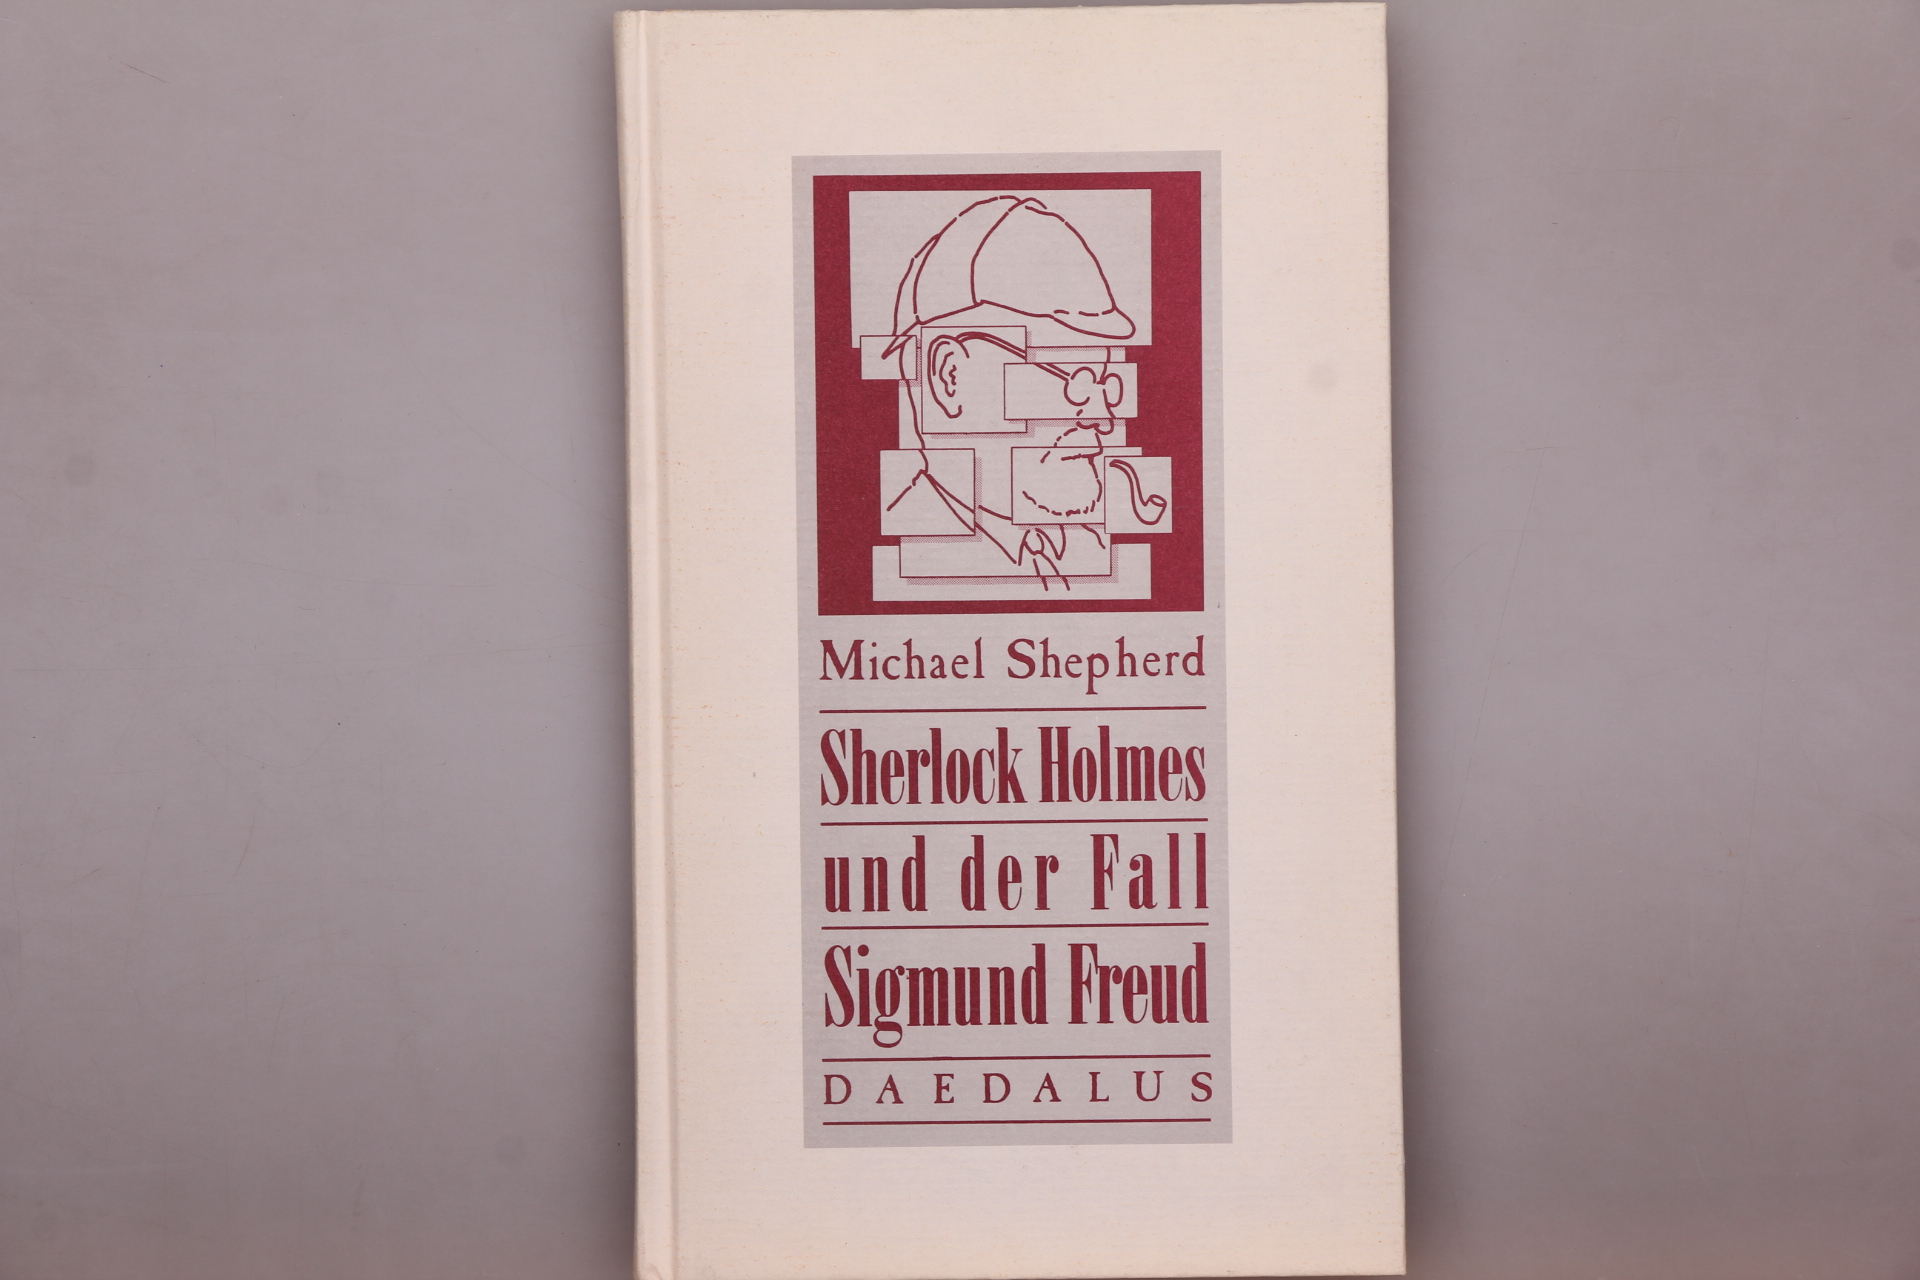 Michael Shepherd
Sherlock Holmes
und der Fall
Sigmund Freud
DAEDALUS